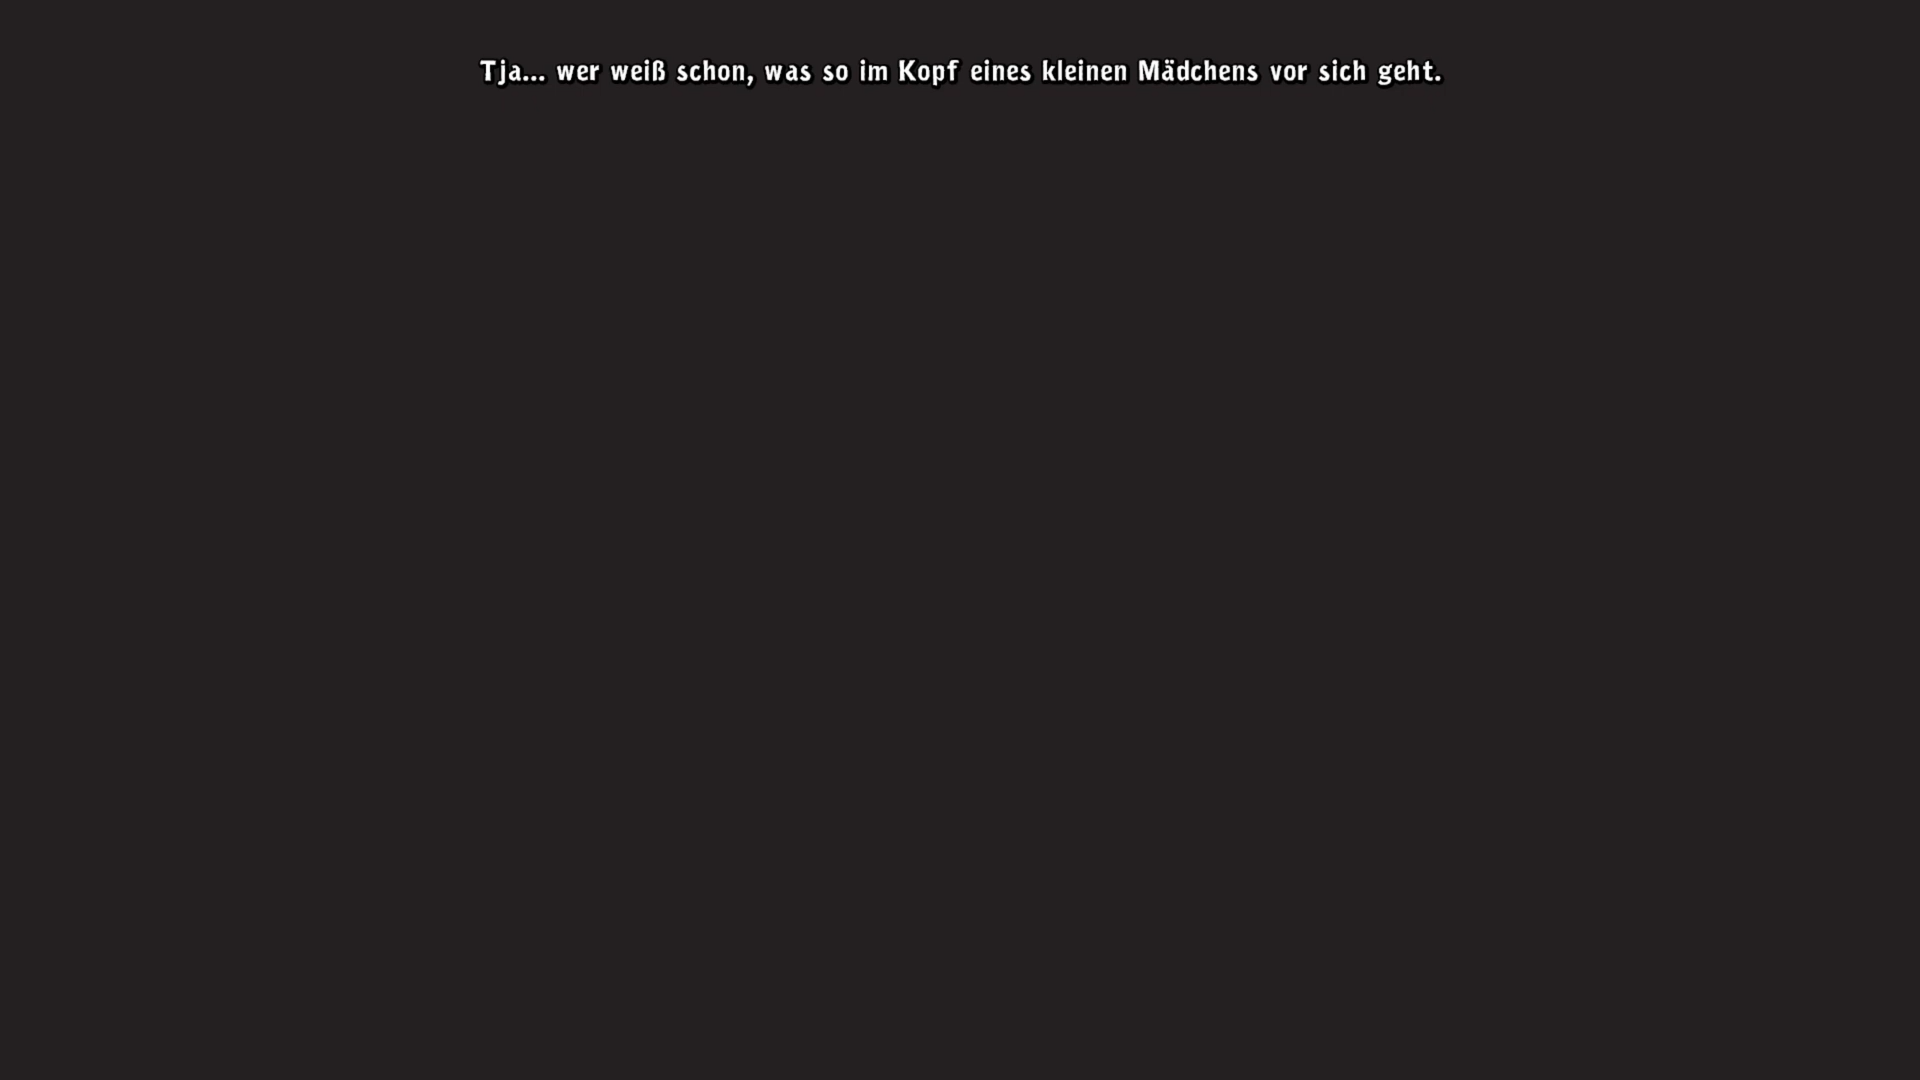 Tja... wer weiß schon, was so im Kopf eines kleinen Mädchens vor sich geht.